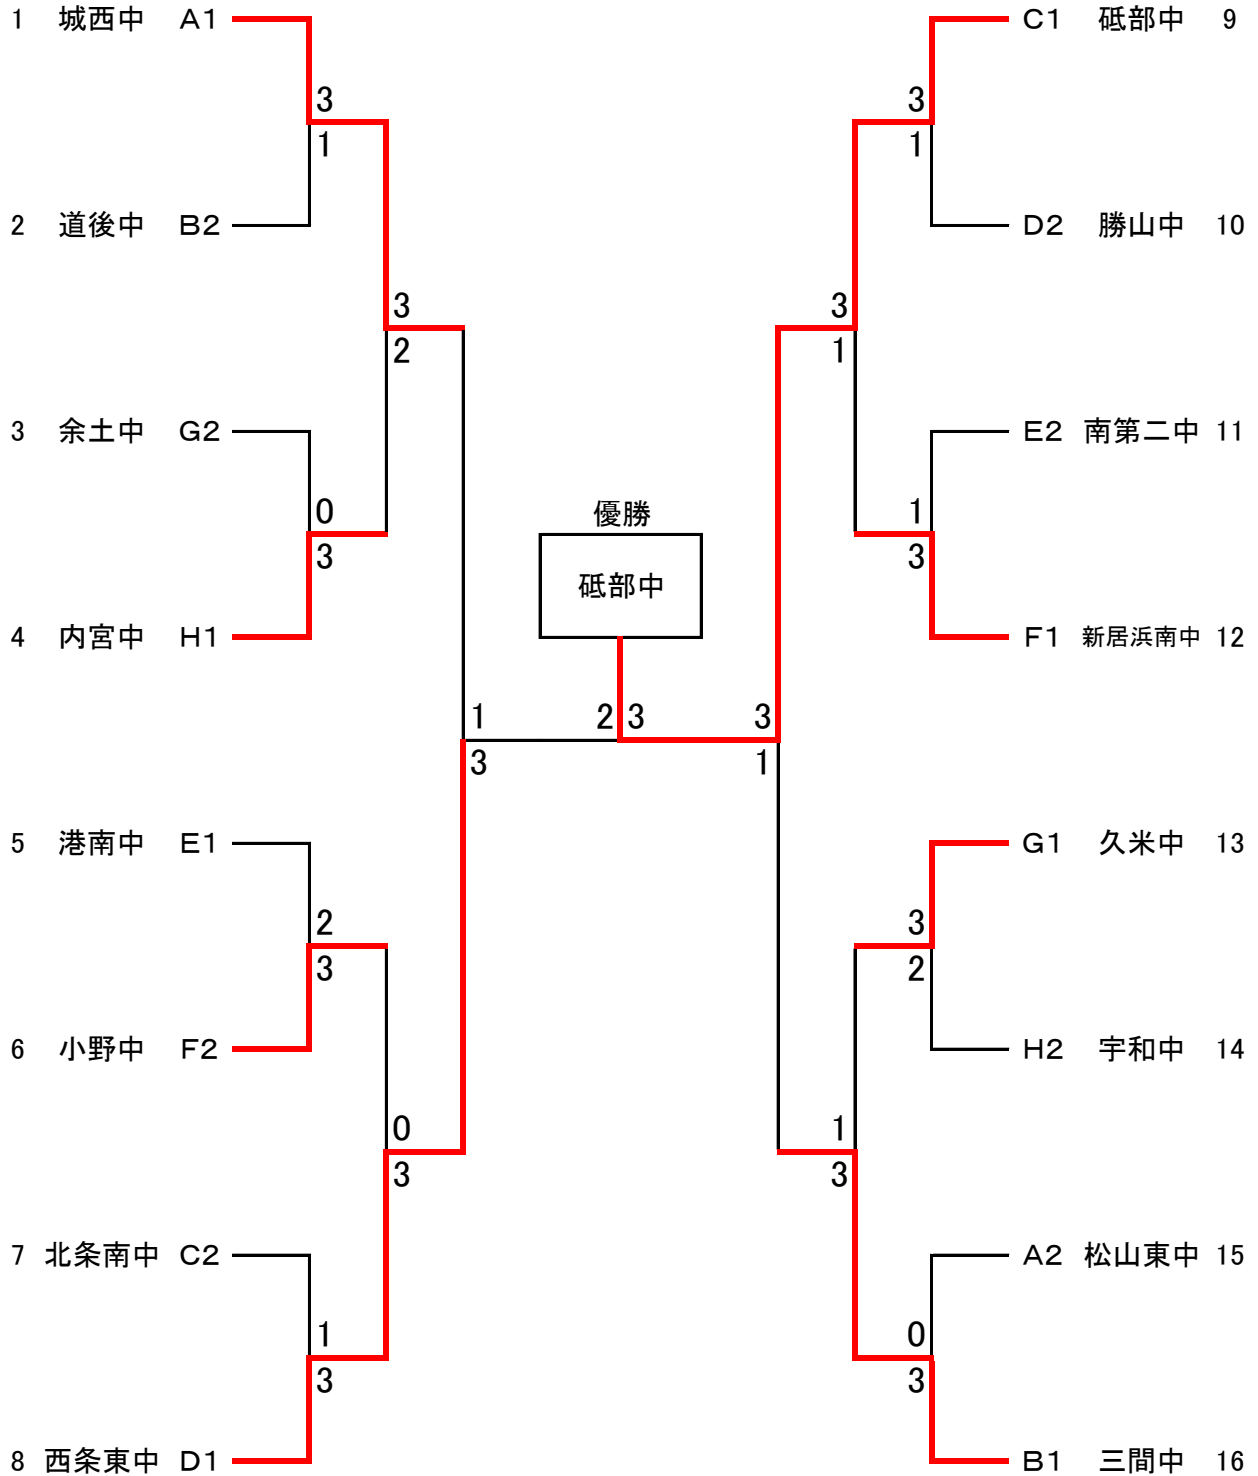 1 城西中 A1
3
1
2 道後中 B2
3
2
3 余土中 G2
0
3
4 内宮中 H1
1
3
5 港南中 E1
2
3
6 小野中 F2
0
3
7 北条南中 C2
1
3
8 西条東中 D1
優勝
砥部中
2 3
C1 砥部中 9
3
1
D2 勝山中 10
3
1
E2 南第二中 11
1
3
F1 新居浜南中 12
3
1
G1 久米中 13
3
2
H2 宇和中 14
1
3
A2 松山東中 15
0
3
B1 三間中 16